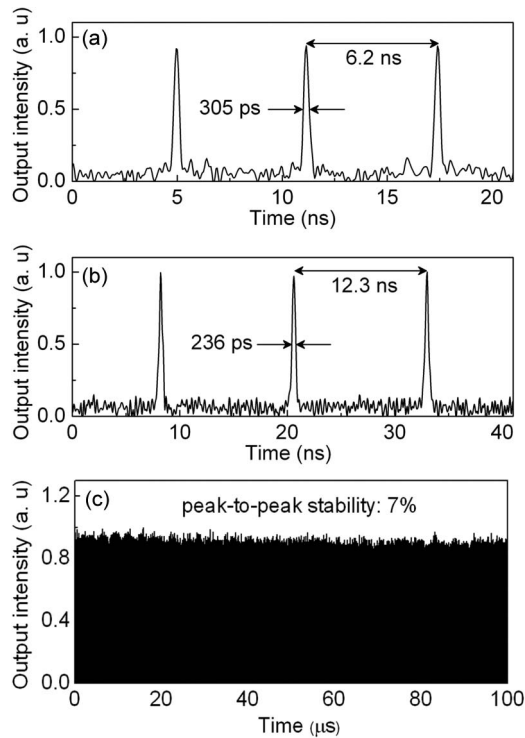 (a)
6.2 ns
305 ps
Output intensity (a. u)
1.0
0.5
0.0
0 5 10 15 20
Time (ns)
(b)
12.3 ns
236 ps
Output intensity (a. u)
1.0
0.5
0.0
0 10 20 30 40
Time (ns)
(c)
peak-to-peak stability: 7%
Output intensity (a. u)
1.2
0.8
0.4
0.0
0 20 40 60 80 100
Time (μs)